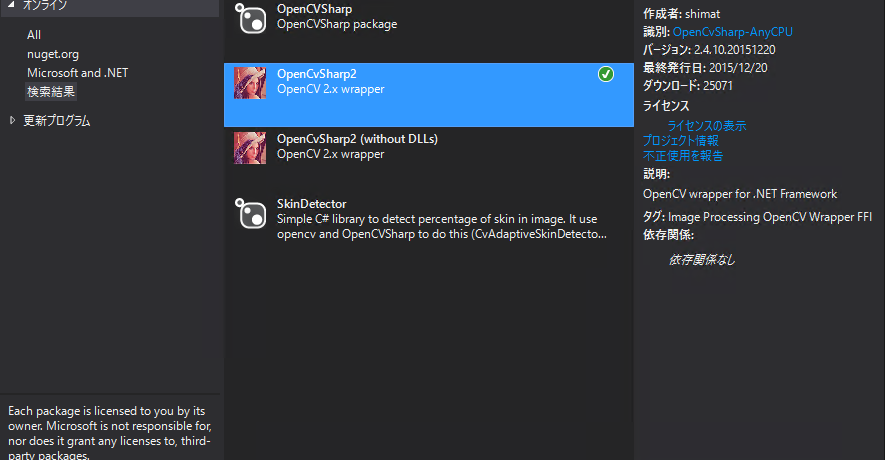 オンライン
All
nuget.org
Microsoft and .NET
検索結果
更新プログラム
Each package is licensed to you by its
owner. Microsoft is not responsible for,
nor does it grant any licenses to, third-
party packages.
OpenCVSharp
OpenCVSharp package
OpenCvSharp2
OpenCV 2.x wrapper
OpenCvSharp2 (without DLLs)
OpenCV 2.x wrapper
SkinDetector
Simple C# library to detect percentage of skin in image. It use
opencv and OpenCVSharp to do this (CvAdaptiveSkinDetecto...
作成者: shimat
識別: OpenCvSharp-AnyCPU
バージョン: 2.4.10.20151220
最終発行日: 2015/12/20
ダウンロード: 25071
ライセンス
ライセンスの表示
プロジェクト情報
不正使用を報告
説明:
OpenCV wrapper for .NET Framework
タグ: Image Processing OpenCV Wrapper FFI
依存関係:
依存関係なし